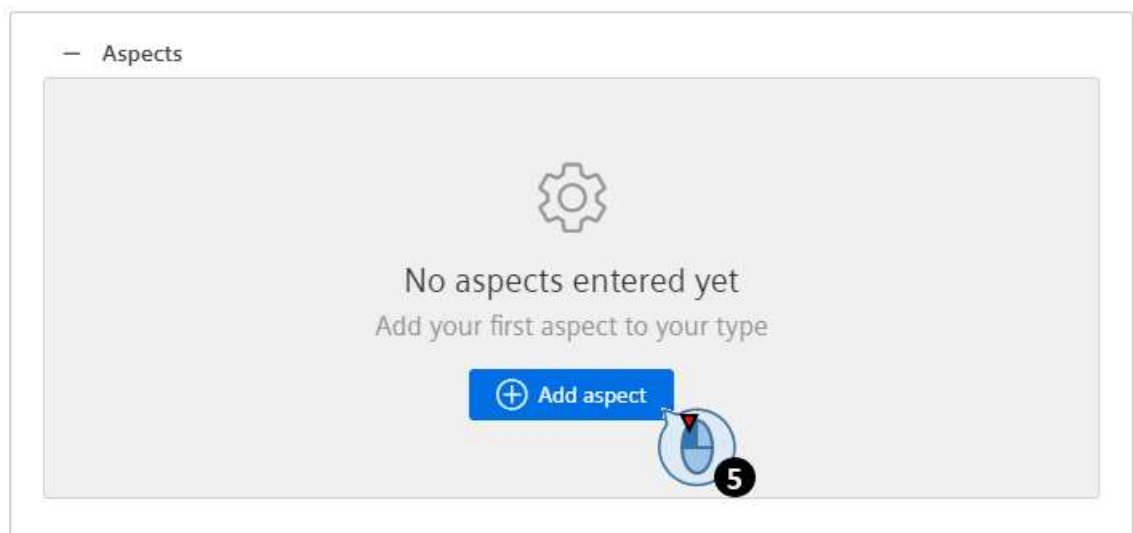 Aspects
No aspects entered yet
Add your first aspect to your type
Add aspect
5